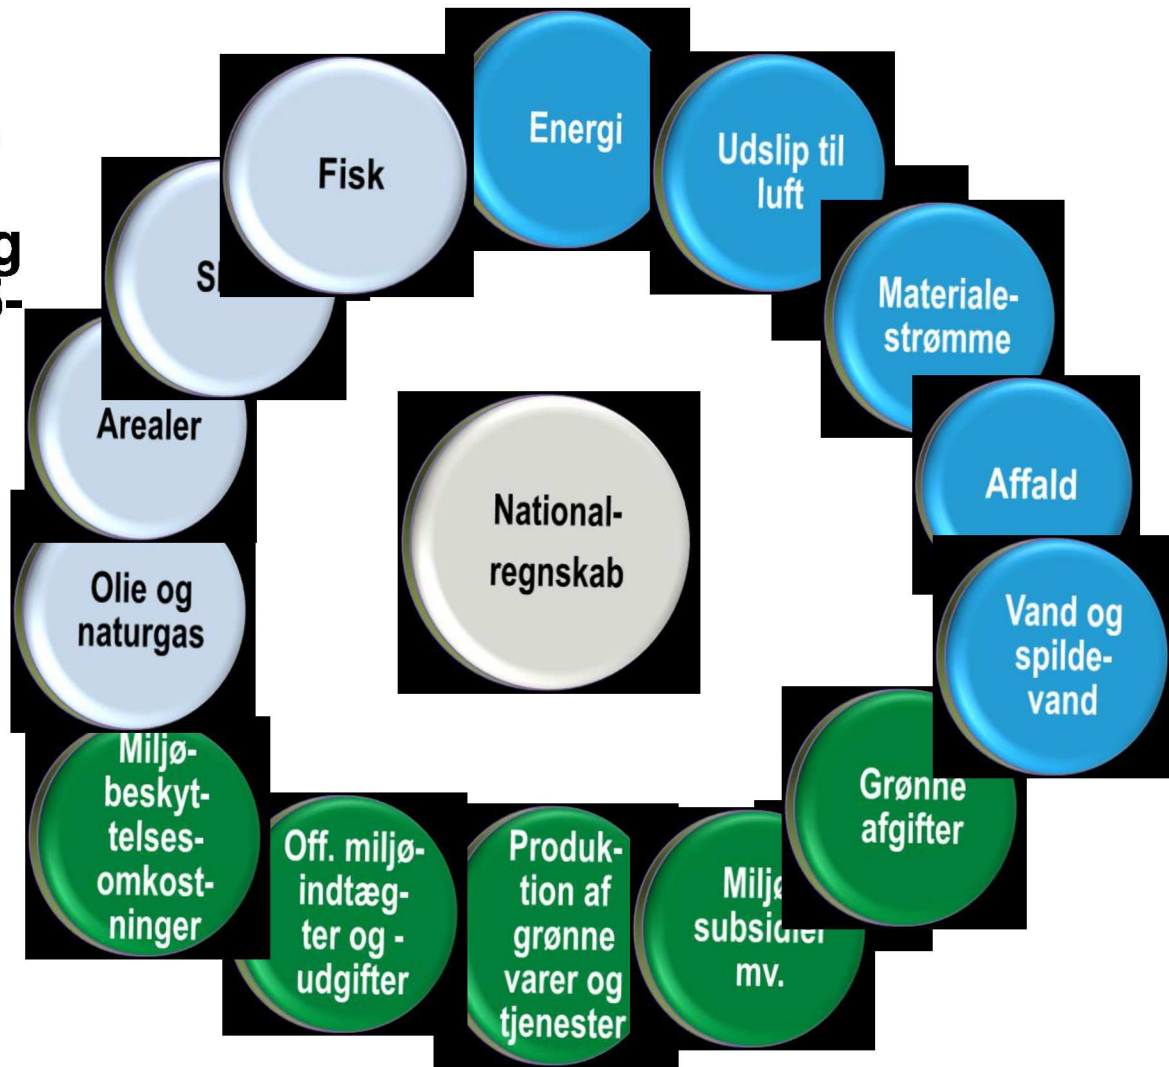 Energi
Udslip til
luft
Materiale-
strømme
Affald
Vand og
spilde-
vand
Grønne
afgifter
mv.
Produk-
tion af
grønne
varer og
tjenester
Off. miljø-
indtæg-
ter og -
udgifter
Miljø-
beskyt-
telses-
omkost-
ninger
Olie og
naturgas
Arealer
Fisk
National-
regnskab